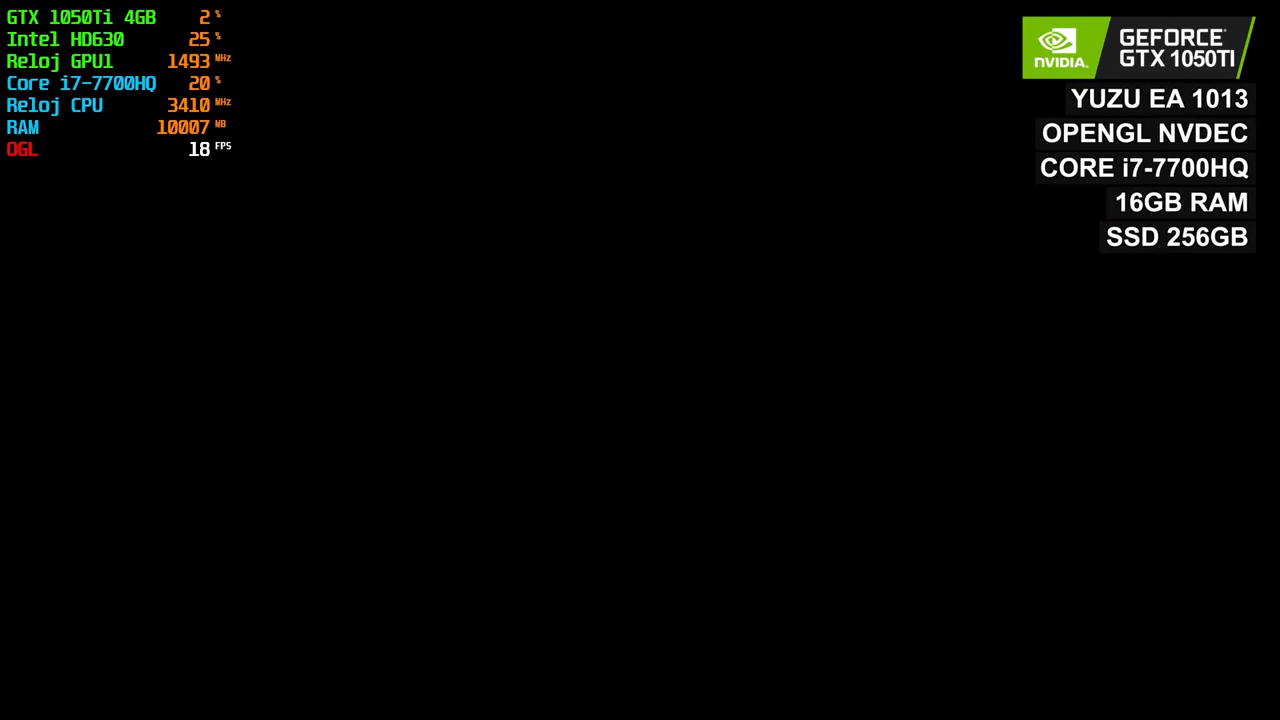 GTX 1050Ti 4GB 2 %
Intel HD630 25 %
Reloj GPU1 1493 MHz
Core i7-7700HQ 20 %
Reloj CPU 3410 MHz
RAM 10007 MB
OGL 18 FPS
NVIDIA.
GEFORCE®
GTX 1050TI
YUZU EA 1013
OPENGL NVDEC
CORE i7-7700HQ
16GB RAM
SSD 256GB